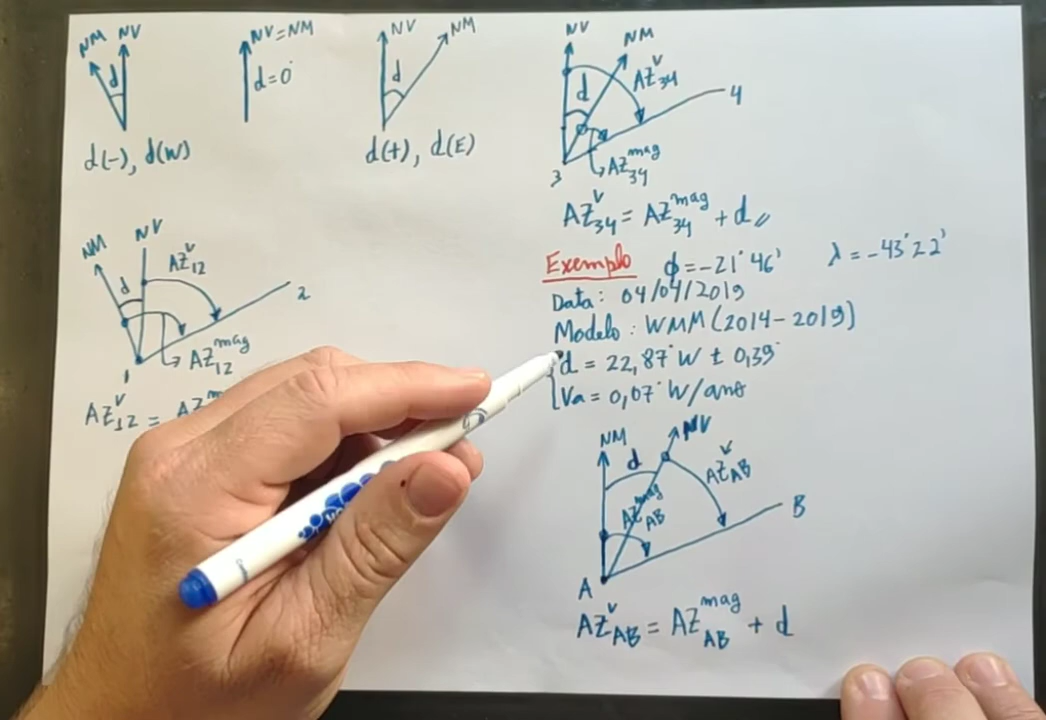 NM NV
d
d(-), d(W)
NV=NM
d=0°
NV NM
d
d(+), d(E)
NV NM
d
AZ^V_34
4
3
AZ^mag_34
AZ^V_34 = AZ^mag_34 + d
NM NV
d
AZ^V_12
2
1
AZ^mag_12
AZ^V_12 =
Exemplo ϕ=-21°46' λ=-43°22'
Data: 04/04/2019
Modelo: WMM (2014-2019)
d = 22,87°W ± 0,39°
Va = 0,07°W/ano
NM NV
d
AZ^V_AB
AZ^mag_AB
B
A
AZ^V_AB = AZ^mag_AB + d